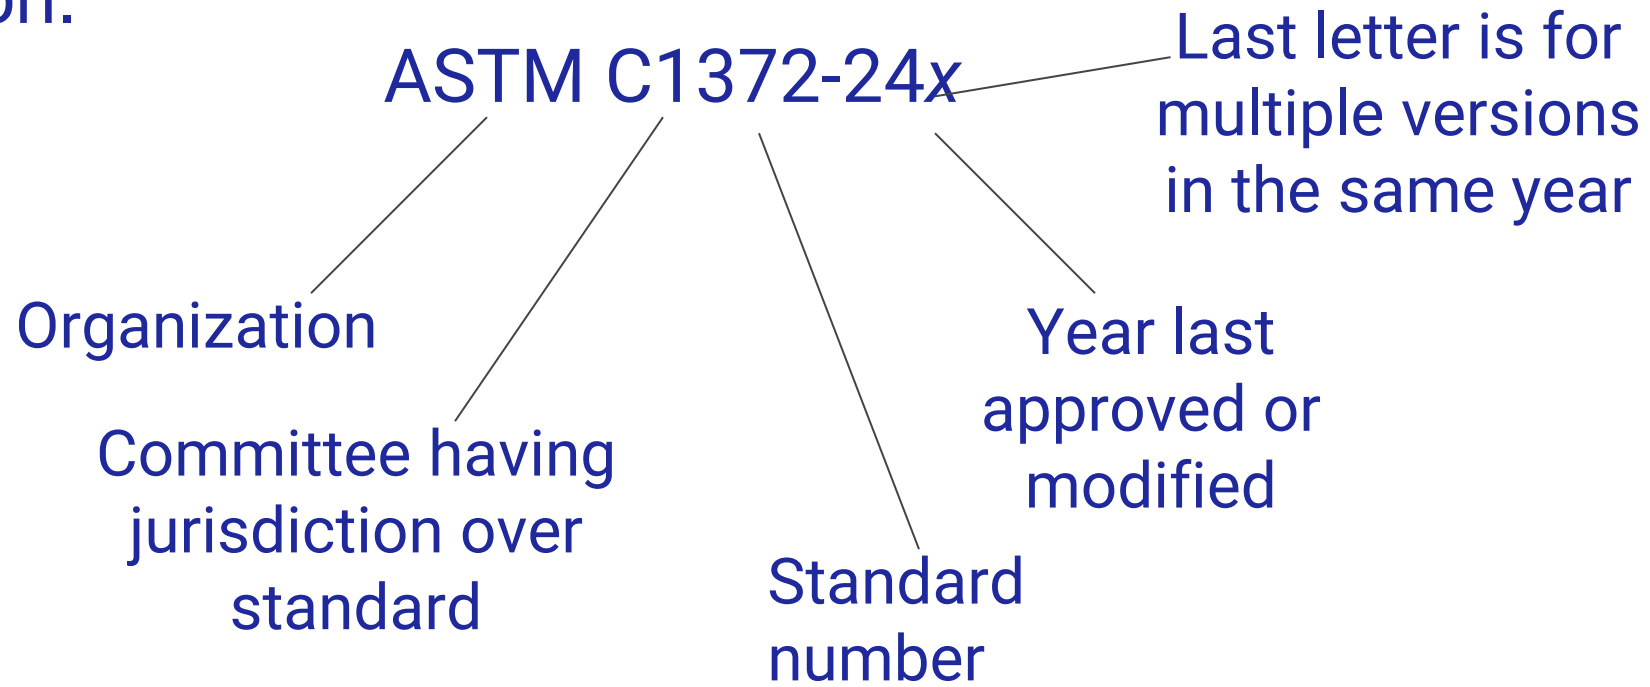 ASTM C1372-24x
Last letter is for
multiple versions
in the same year
Organization
Committee having
jurisdiction over
standard
Standard
number
Year last
approved or
modified